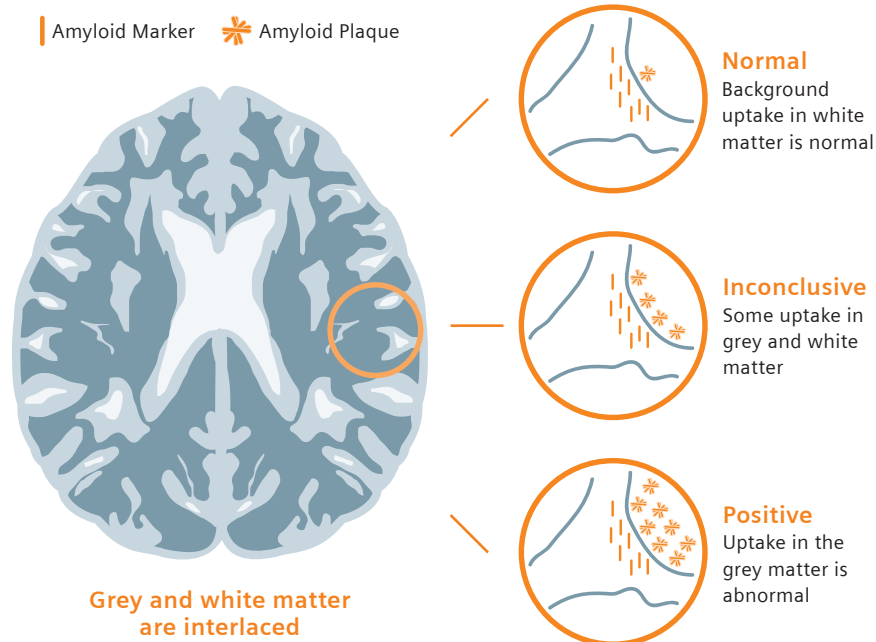 Amyloid Marker
Amyloid Plaque
Normal
Background
uptake in white
matter is normal
Inconclusive
Some uptake in
grey and white
matter
Positive
Uptake in the
grey matter is
abnormal
Grey and white matter
are interlaced